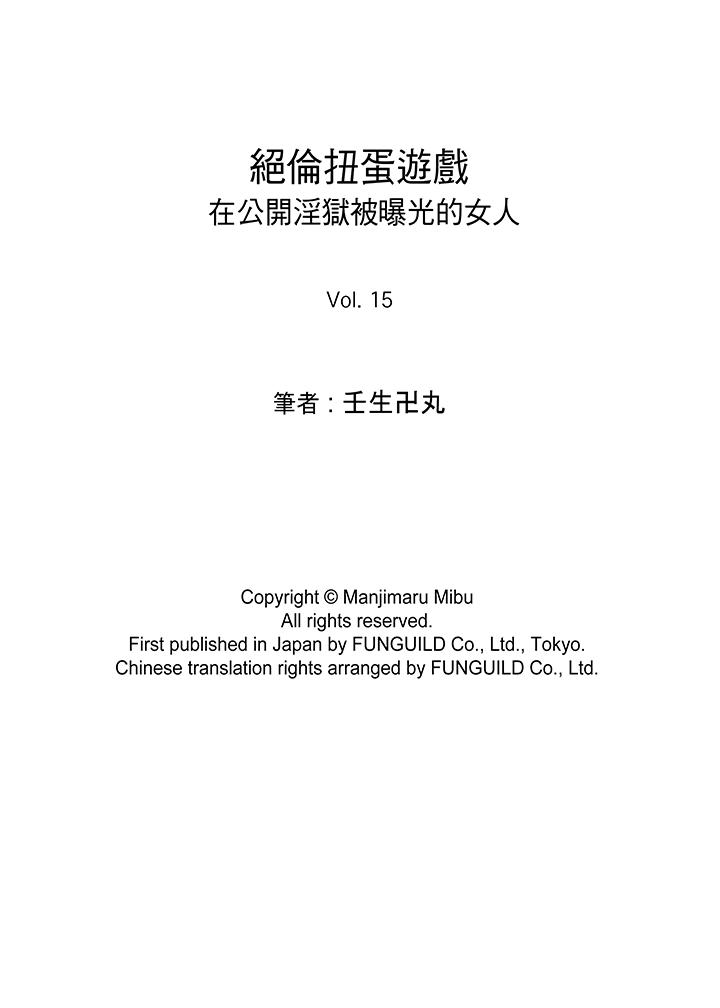 絕倫扭蛋遊戲
在公開淫獄被曝光的女人
Vol. 15
筆者：壬生卍丸
Copyright © Manjimaru Mibu
All rights reserved.
First published in Japan by FUNGUILD Co., Ltd., Tokyo.
Chinese translation rights arranged by FUNGUILD Co., Ltd.